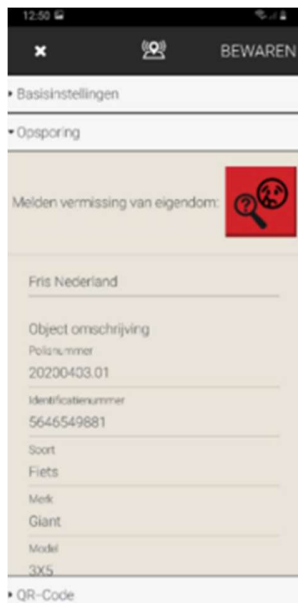 12:50
BEWAREN
Basisinstellingen
Opsporing
Melden vermissing van eigendom:
?
Fris Nederland
Object omschrijving
Polisnummer
20200403.01
Identificatienummer
5646549881
Soort
Fiets
Merk
Giant
Model
3X5
QR-Code